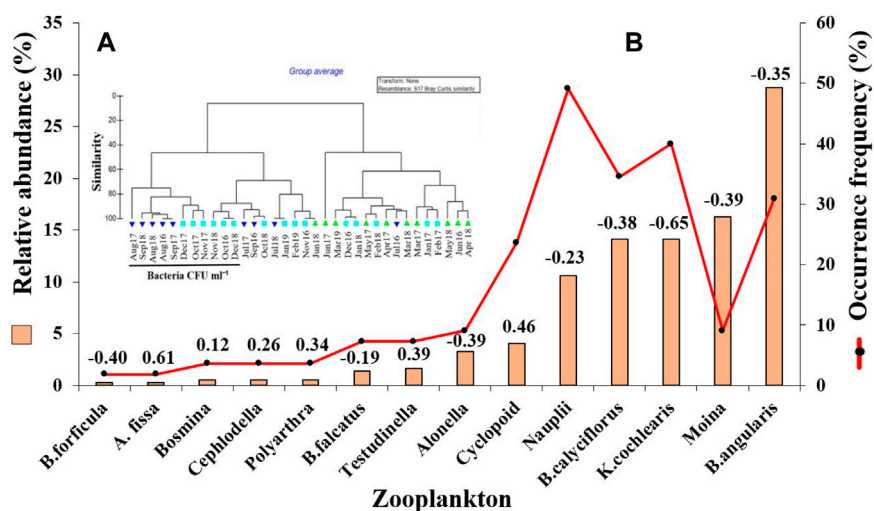 A
B
Group average
Transform: None
Resemblance: S17 Bray Curtis similarity
Similarity
0
20
40
60
80
100
Aug17 Sep18 Aug18 Aug16 Sep17 Dec17 Oct17 Nov17 Nov18 Oct16 Dec18 Jul17 Sep16 Oct18 Jul18 Jan19 Feb19 Nov16 Jun18 Jun17 Mar19 Dec16 Jan18 May17 Feb18 Apr17 Jul16 Mar18 Mar17 Jan17 Feb17 May18 Jun16 Apr 18
Bacteria CFU ml⁻¹
Relative abundance (%)
35
30
25
20
15
10
5
0
-0.40 0.61 0.12 0.26 0.34 -0.19 0.39 -0.39 0.46 -0.23 -0.38 -0.65 -0.39 -0.35
60
50
40
30
20
10
0
Occurrence frequency (%)
B.forficula
A. fissa
Bosmina
Cephlodella
Polyarthra
B.falcatus
Testudinella
Alonella
Cyclopoid
Nauplii
B.calyciflorus
K.cochlearis
Moina
B.angularis
Zooplankton